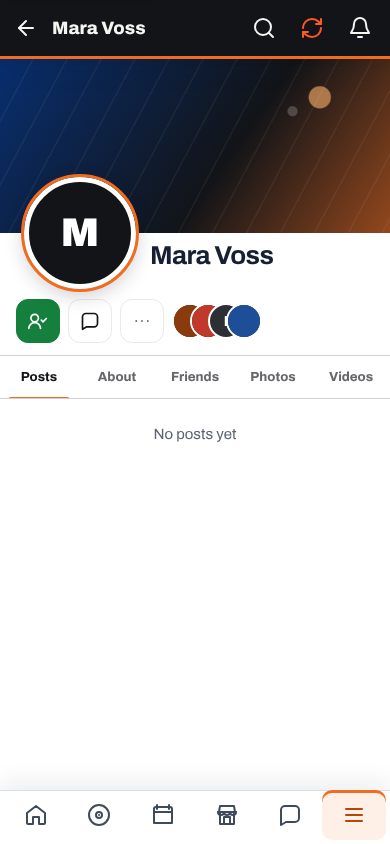 Mara Voss
M
Mara Voss
Posts About Friends Photos Videos
No posts yet